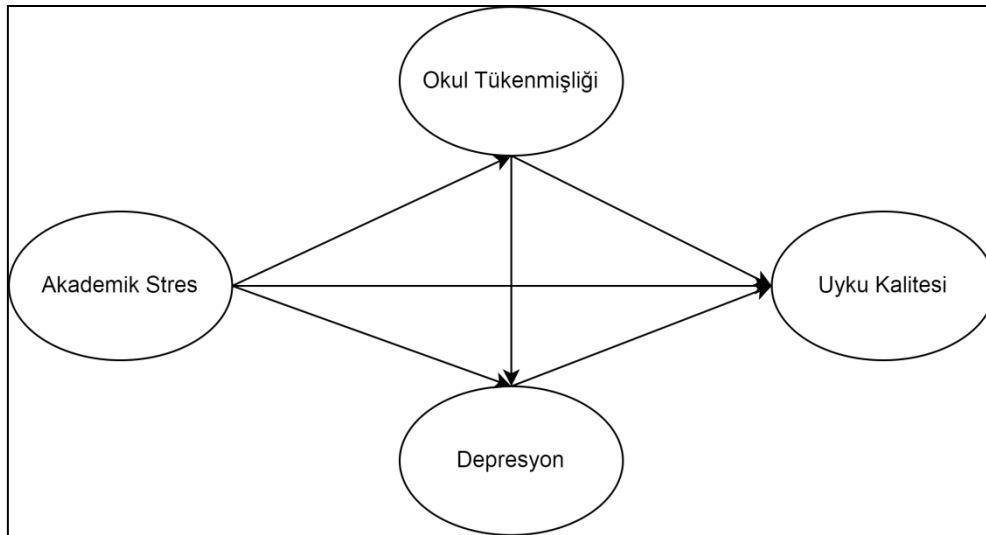 Okul Tükenmişliği
Akademik Stres
Uyku Kalitesi
Depresyon